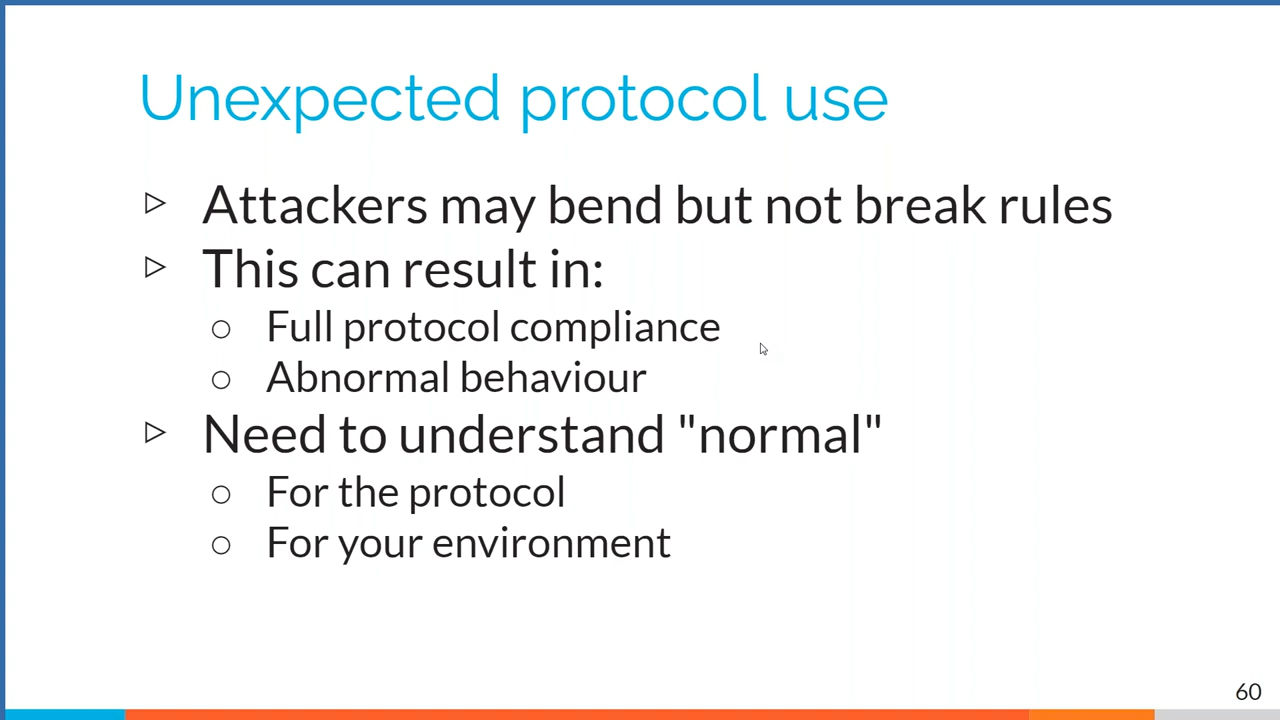 Unexpected protocol use
Attackers may bend but not break rules
This can result in:
Full protocol compliance
Abnormal behaviour
Need to understand "normal"
For the protocol
For your environment
60